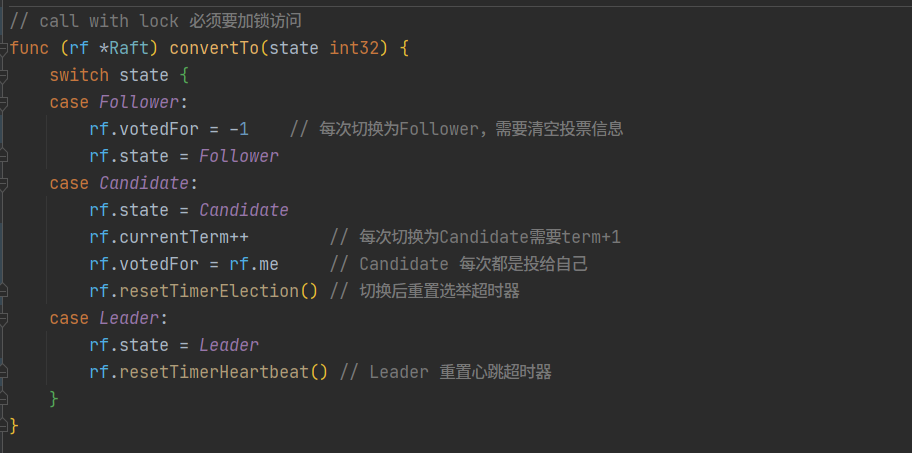 // call with lock 必须要加锁访问
func (rf *Raft) convertTo(state int32) {
    switch state {
    case Follower:
        rf.votedFor = -1    // 每次切换为Follower，需要清空投票信息
        rf.state = Follower
    case Candidate:
        rf.state = Candidate
        rf.currentTerm++        // 每次切换为Candidate需要term+1
        rf.votedFor = rf.me     // Candidate 每次都是投给自己
        rf.resetTimerElection() // 切换后重置选举超时器
    case Leader:
        rf.state = Leader
        rf.resetTimerHeartbeat() // Leader 重置心跳超时器
    }
}